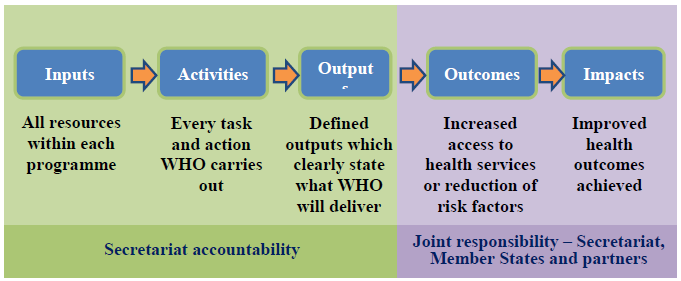 Inputs
Activities
Output
s
Outcomes
Impacts
All resources
within each
programme
Every task
and action
WHO carries
out
Defined
outputs which
clearly state
what WHO
will deliver
Increased
access to
health services
or reduction of
risk factors
Improved
health
outcomes
achieved
Secretariat accountability
Joint responsibility – Secretariat,
Member States and partners